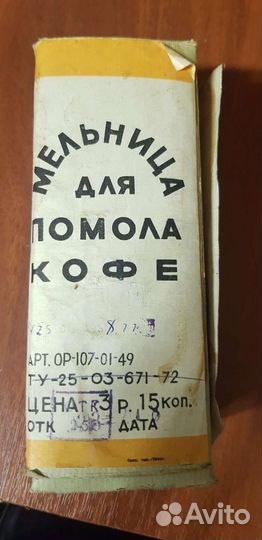 МЕЛЬНИЦА
ДЛЯ
ПОМОЛА
КОФЕ
АРТ. ОР-107-01-49
ТУ-25-03-671-72
ЦЕНА 3 Р. 15 КОП.
ОТК ДАТА
Avito